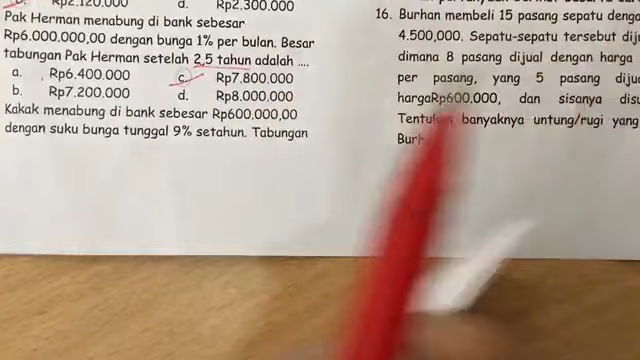 Rp2.120.000 d. Rp2.300.000
Pak Herman menabung di bank sebesar
Rp6.000.000,00 dengan bunga 1% per bulan. Besar
tabungan Pak Herman setelah 2,5 tahun adalah ....
a. Rp6.400.000 c. Rp7.800.000
b. Rp7.200.000 d. Rp8.000.000
Kakak menabung di bank sebesar Rp600.000,00
dengan suku bunga tunggal 9% setahun. Tabungan
16. Burhan membeli 15 pasang sepatu
4.500.000. Sepatu-sepatu tersebut
dimana 8 pasang dijual dengan harga
per pasang, yang 5 pasang
hargaRp600.000, dan sisanya
banyaknya untung/rugi yang